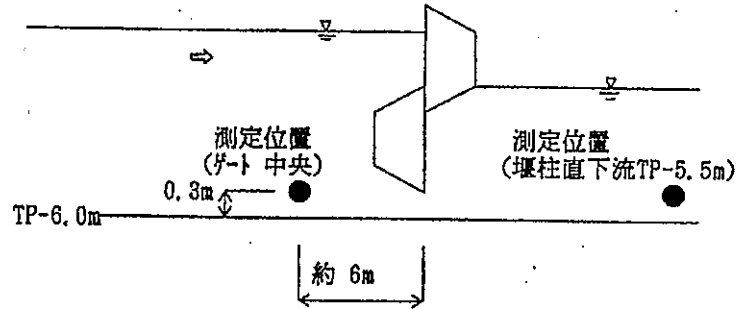 測定位置
(ゲート 中央)
測定位置
(堰柱直下流TP-5.5m)
0.3m
TP-6.0m
約 6m